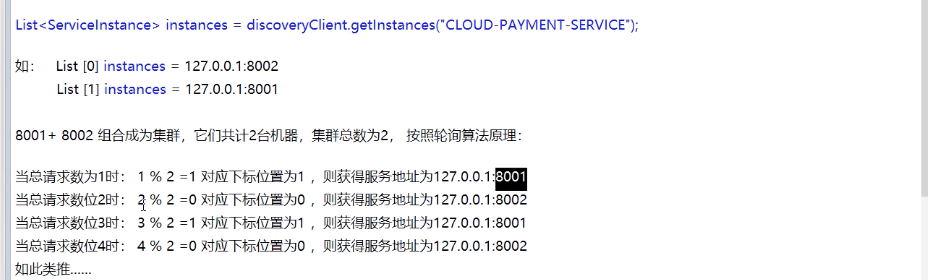 List<ServiceInstance> instances = discoveryClient.getInstances("CLOUD-PAYMENT-SERVICE");
如： List [0] instances = 127.0.0.1:8002
List [1] instances = 127.0.0.1:8001
8001+ 8002 组合成为集群，它们共计2台机器，集群总数为2， 按照轮询算法原理：
当总请求数为1时： 1 % 2 =1 对应下标位置为1 ，则获得服务地址为127.0.0.1:8001
当总请求数位2时： 2 % 2 =0 对应下标位置为0 ，则获得服务地址为127.0.0.1:8002
当总请求数位3时： 3 % 2 =1 对应下标位置为1 ，则获得服务地址为127.0.0.1:8001
当总请求数位4时： 4 % 2 =0 对应下标位置为0 ，则获得服务地址为127.0.0.1:8002
如此类推......